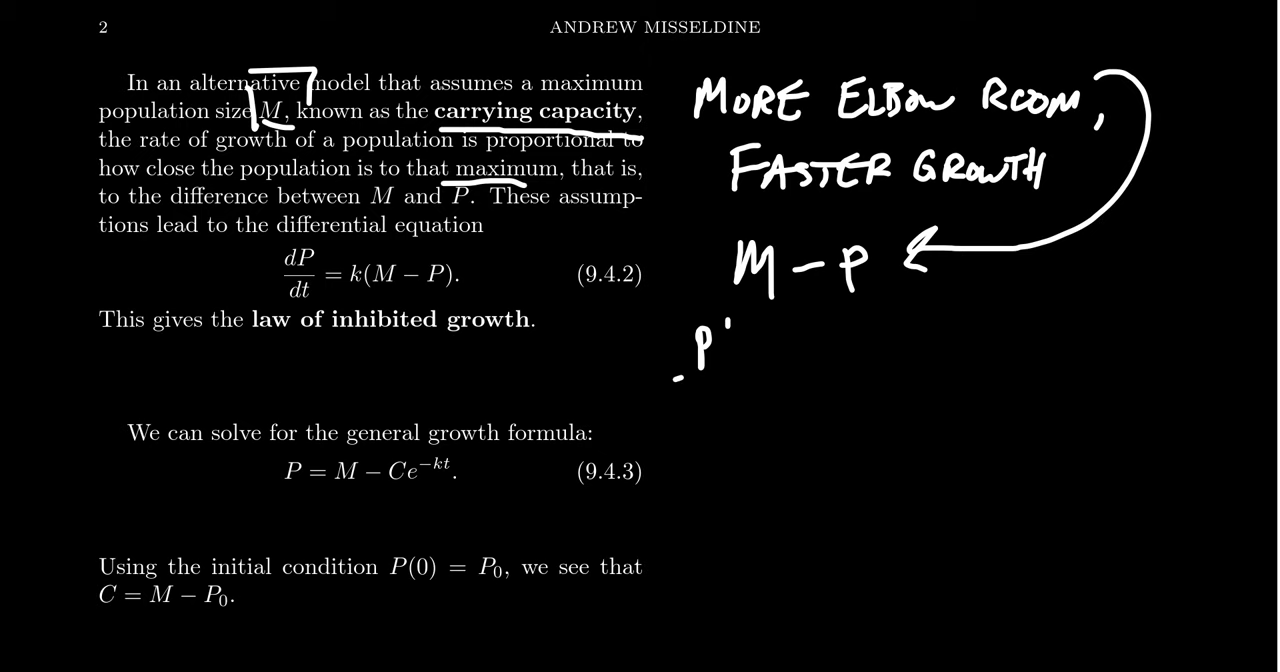 2 ANDREW MISSELDINE
In an alternative model that assumes a maximum
population size M, known as the carrying capacity,
the rate of growth of a population is proportional to
how close the population is to that maximum, that is,
to the difference between M and P. These assump-
tions lead to the differential equation
dP/dt = k(M − P). (9.4.2)
This gives the law of inhibited growth.
We can solve for the general growth formula:
P = M − Ce^{−kt}. (9.4.3)
Using the initial condition P(0) = P₀, we see that
C = M − P₀.
MORE ELBOW ROOM,
FASTER GROWTH
M − P
P'